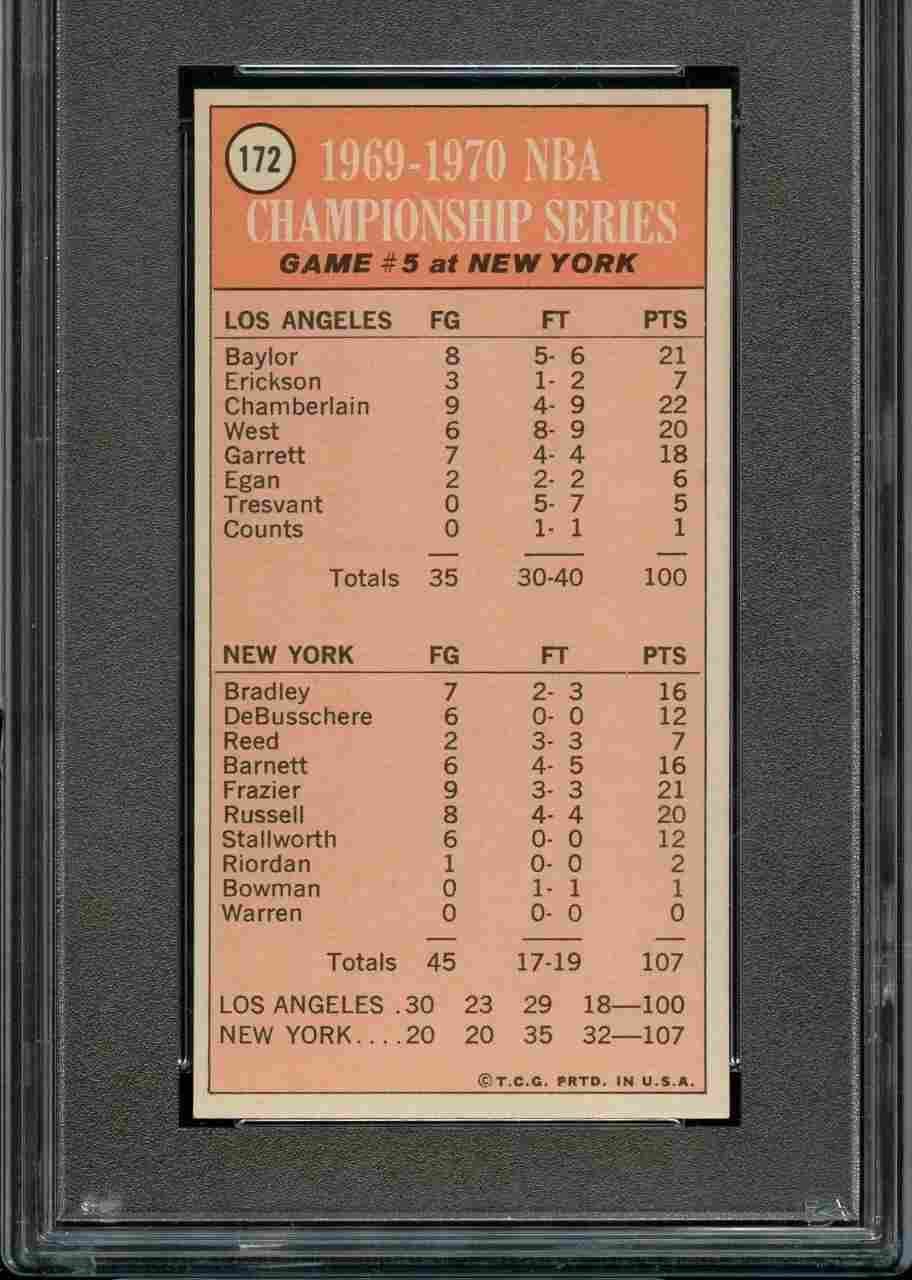 172
1969-1970 NBA
CHAMPIONSHIP SERIES
GAME #5 at NEW YORK
LOS ANGELES FG FT PTS
Baylor 8 5- 6 21
Erickson 3 1- 2 7
Chamberlain 9 4- 9 22
West 6 8- 9 20
Garrett 7 4- 4 18
Egan 2 2- 2 6
Tresvant 0 5- 7 5
Counts 0 1- 1 1
Totals 35 30-40 100
NEW YORK FG FT PTS
Bradley 7 2- 3 16
DeBusschere 6 0- 0 12
Reed 2 3- 3 7
Barnett 6 4- 5 16
Frazier 9 3- 3 21
Russell 8 4- 4 20
Stallworth 6 0- 0 12
Riordan 1 0- 0 2
Bowman 0 1- 1 1
Warren 0 0- 0 0
Totals 45 17-19 107
LOS ANGELES .30 23 29 18—100
NEW YORK....20 20 35 32—107
©T.C.G. PRTD. IN U.S.A.